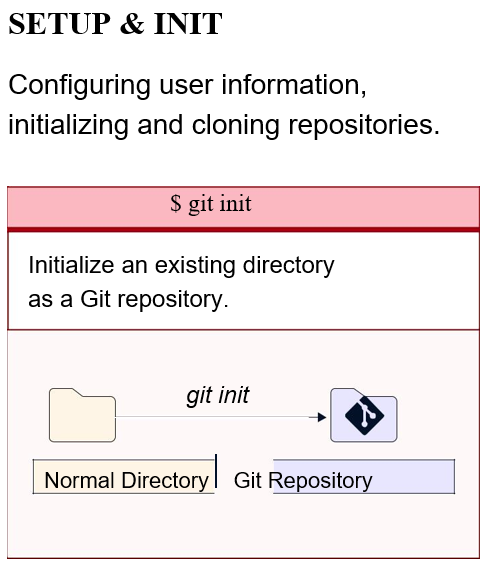 SETUP & INIT
Configuring user information,
initializing and cloning repositories.
$ git init
Initialize an existing directory
as a Git repository.
git init
Normal Directory
Git Repository